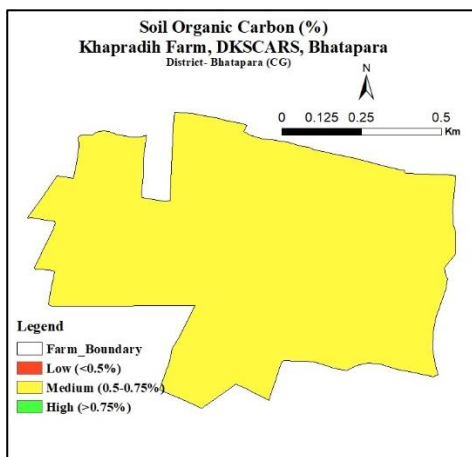 Soil Organic Carbon (%)
Khapradih Farm, DKSCARS, Bhatapara
District- Bhatapara (CG)
N
0 0.125 0.25 0.5
Km
Legend
Farm_Boundary
Low (<0.5%)
Medium (0.5-0.75%)
High (>0.75%)